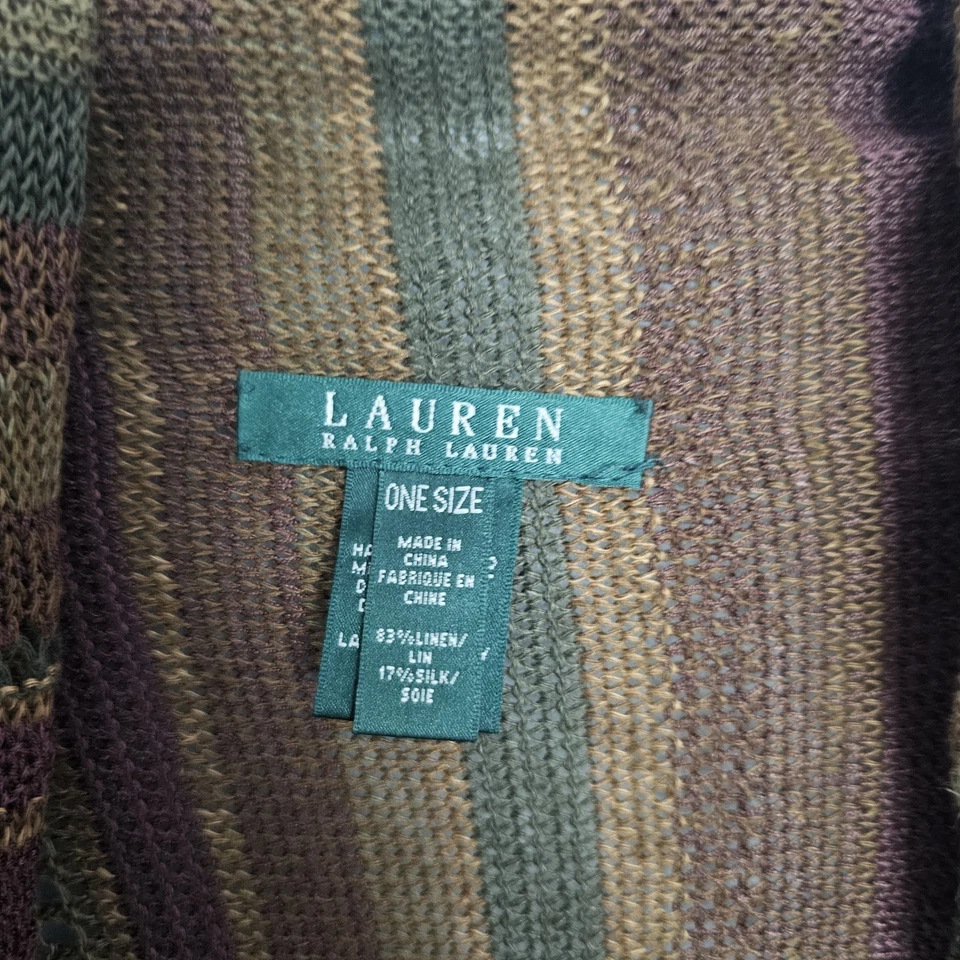 LAUREN
RALPH LAUREN
ONE SIZE
MADE IN
CHINA
FABRIQUE EN
CHINE
83%LINEN/
LIN
17%SILK/
SOIE